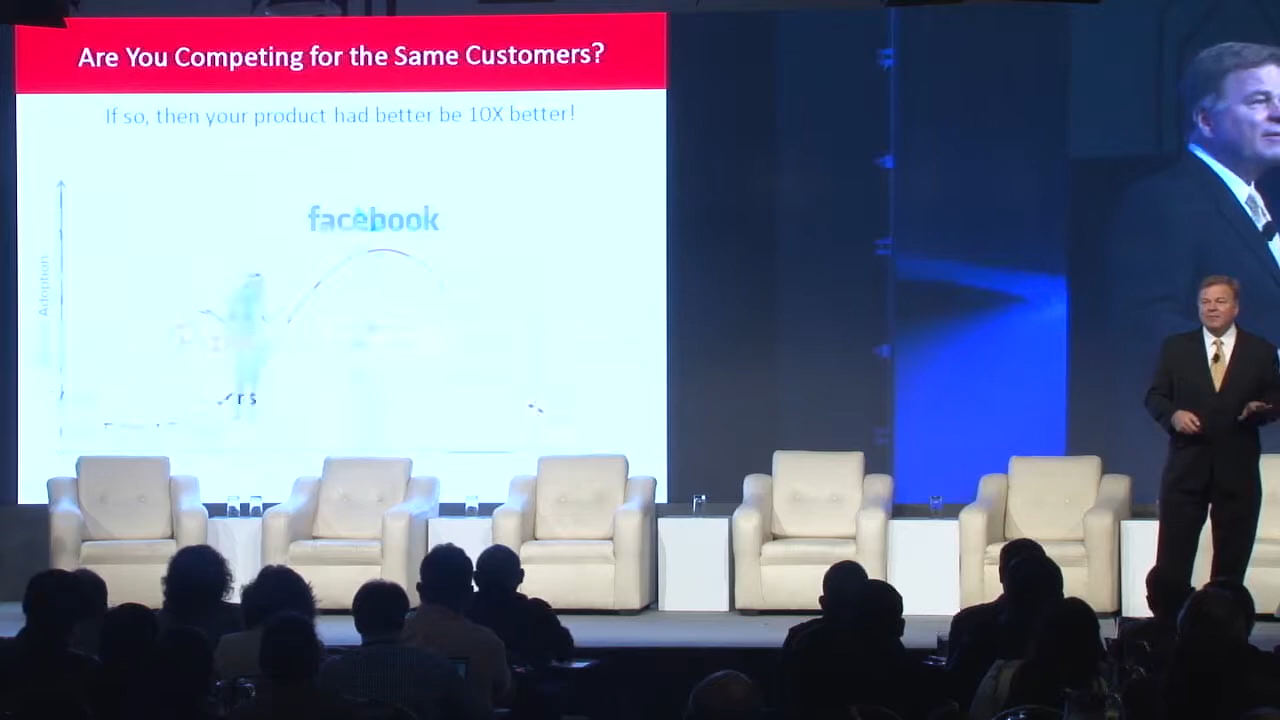 Are You Competing for the Same Customers?
If so, then your product had better be 10X better!
facebook
Adoption